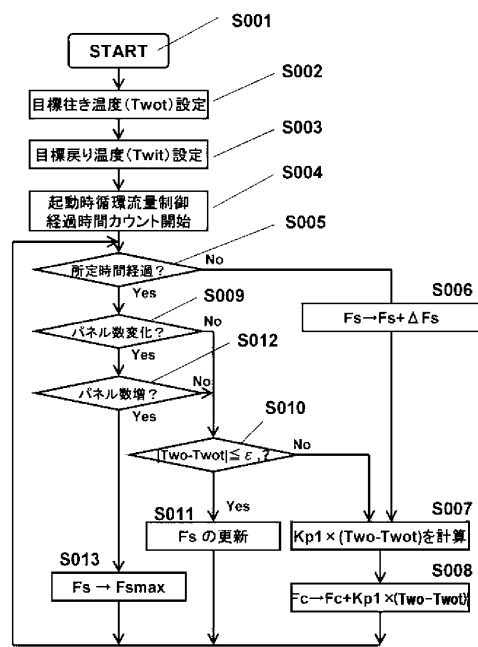 S001
START
S002
目標往き温度(Twot)設定
S003
目標戻り温度(Twit)設定
S004
起動時循環流量制御
経過時間カウント開始
S005
所定時間経過?
No
Yes
S006
Fs→Fs+ΔFs
S009
パネル数変化?
No
Yes
S012
パネル数増?
No
Yes
S010
|Two-Twot|≦ε₁?
No
Yes
S011
Fsの更新
S007
Kp1×(Two-Twot)を計算
S013
Fs → Fsmax
S008
Fc→Fc+Kp1×(Two-Twot)